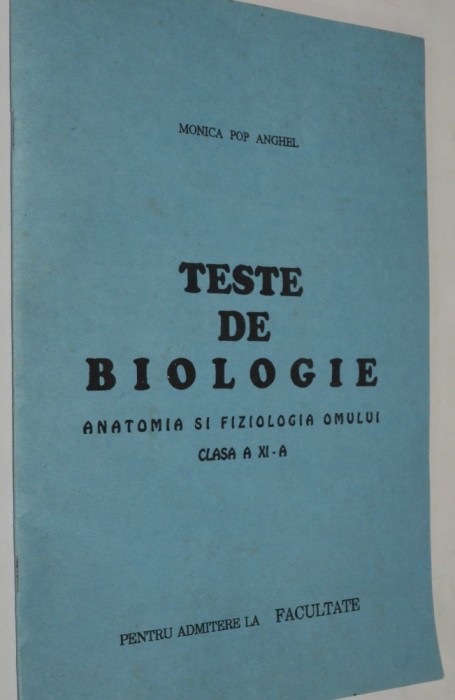 MONICA POP ANGHEL
TESTE
DE
BIOLOGIE
ANATOMIA SI FIZIOLOGIA OMULUI
CLASA A XI-A
PENTRU ADMITERE LA FACULTATE